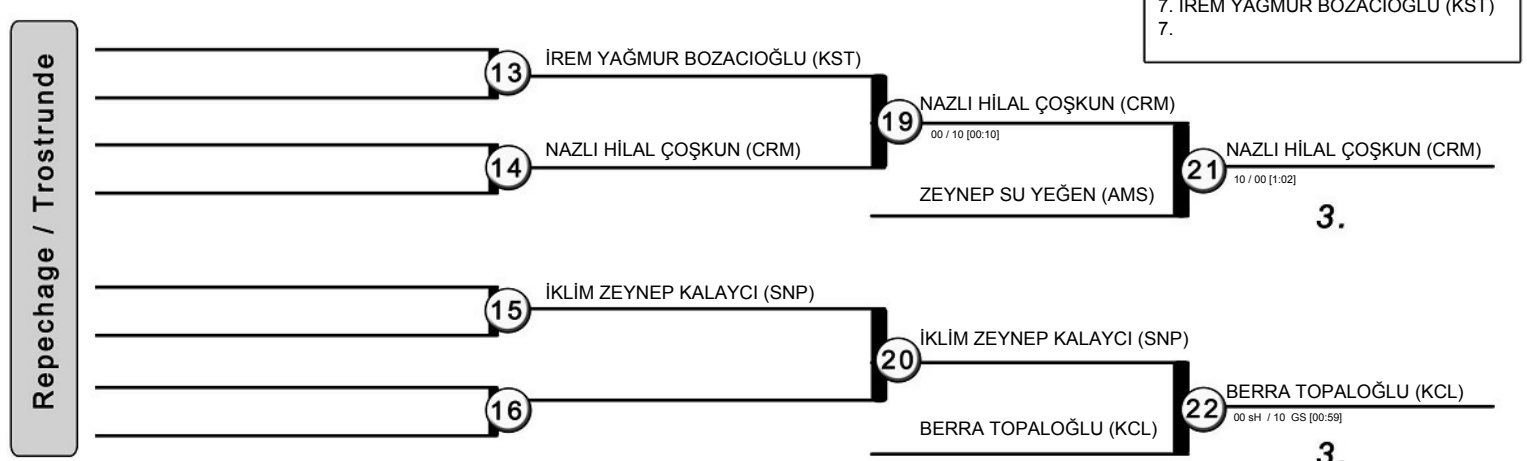 7. İREM YAĞMUR BOZACIOĞLU (KST)
7.
Repechage / Trostrunde
13
İREM YAĞMUR BOZACIOĞLU (KST)
14
NAZLI HİLAL ÇOŞKUN (CRM)
19
NAZLI HİLAL ÇOŞKUN (CRM)
00 / 10 [00:10]
ZEYNEP SU YEĞEN (AMS)
21
NAZLI HİLAL ÇOŞKUN (CRM)
10 / 00 [1:02]
3.
15
İKLİM ZEYNEP KALAYCI (SNP)
16
20
İKLİM ZEYNEP KALAYCI (SNP)
BERRA TOPALOĞLU (KCL)
22
BERRA TOPALOĞLU (KCL)
00 sH / 10 GS [00:59]
3.